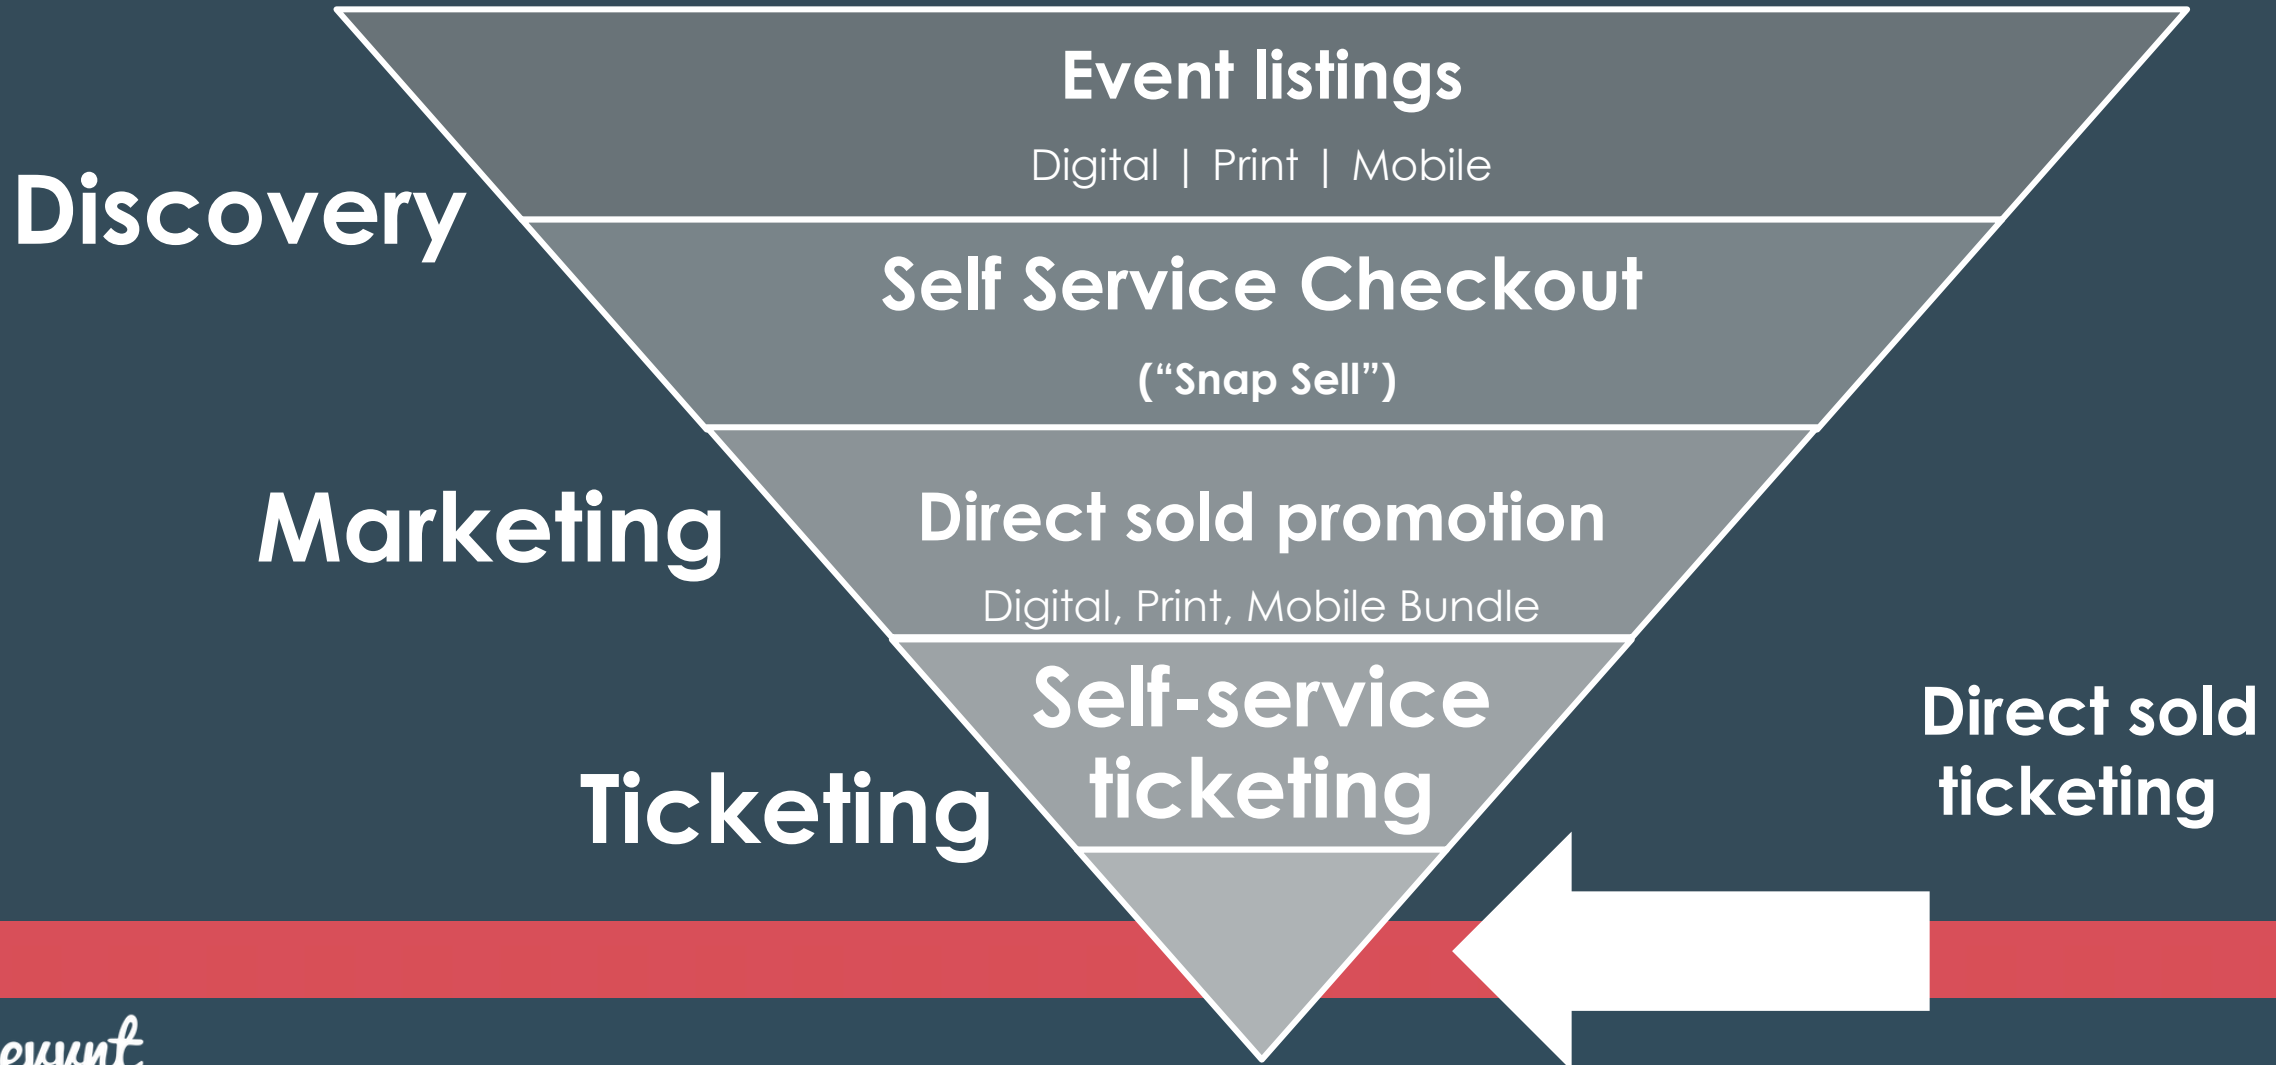 Event listings
Digital | Print | Mobile
Discovery
Self Service Checkout
(“Snap Sell”)
Marketing
Direct sold promotion
Digital, Print, Mobile Bundle
Self-service
ticketing
Ticketing
Direct sold
ticketing
evvnt